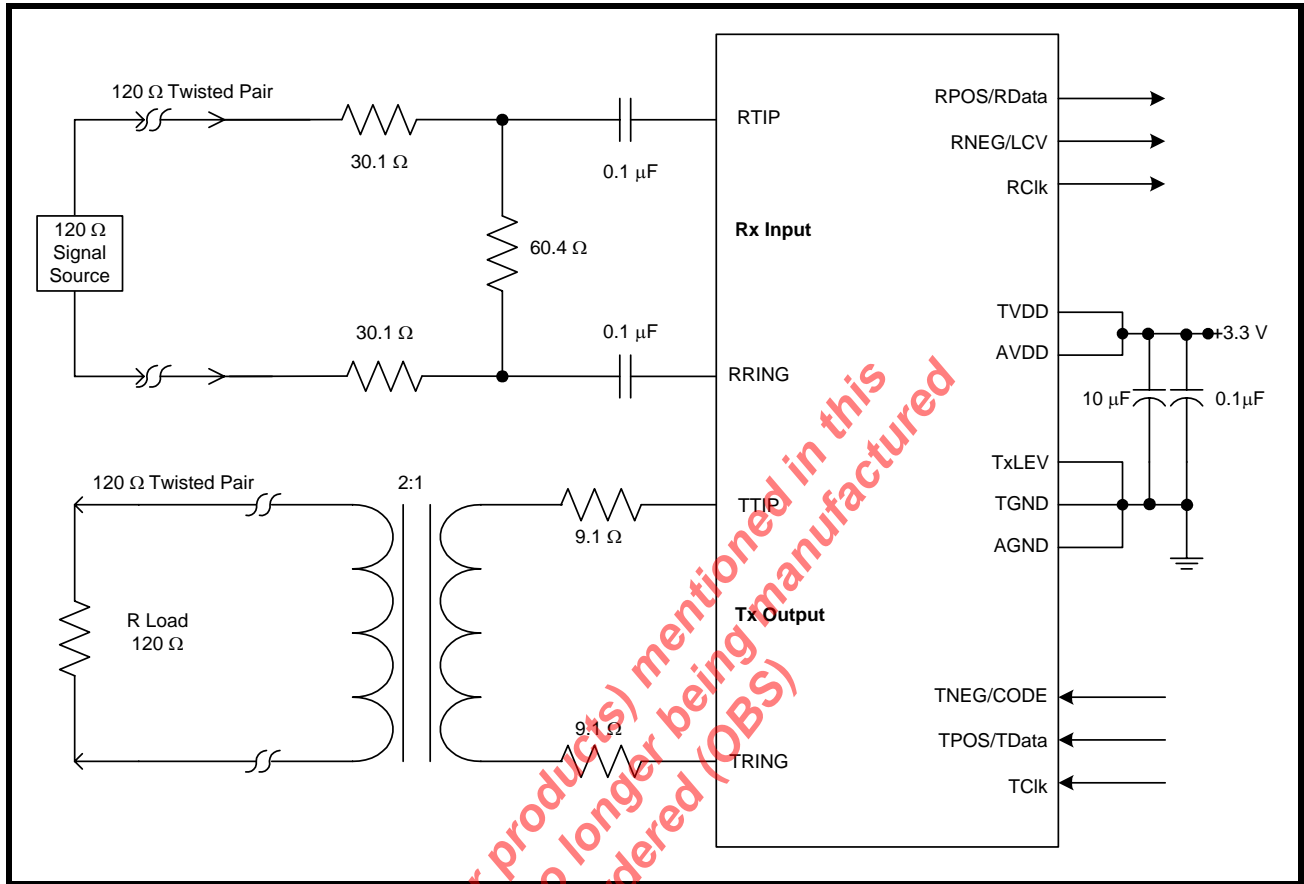 120 Ω Twisted Pair
30.1 Ω
0.1 μF
RTIP
RPOS/RData
RNEG/LCV
RClk
120 Ω
Signal
Source
60.4 Ω
Rx Input
30.1 Ω
0.1 μF
RRING
TVDD
AVDD
+3.3 V
10 μF
0.1μF
TxLEV
TGND
AGND
120 Ω Twisted Pair
2:1
9.1 Ω
TTIP
R Load
120 Ω
Tx Output
9.1 Ω
TRING
TNEG/CODE
TPOS/TData
TClk
products) mentioned in this
longer being manufactured
(OBS)